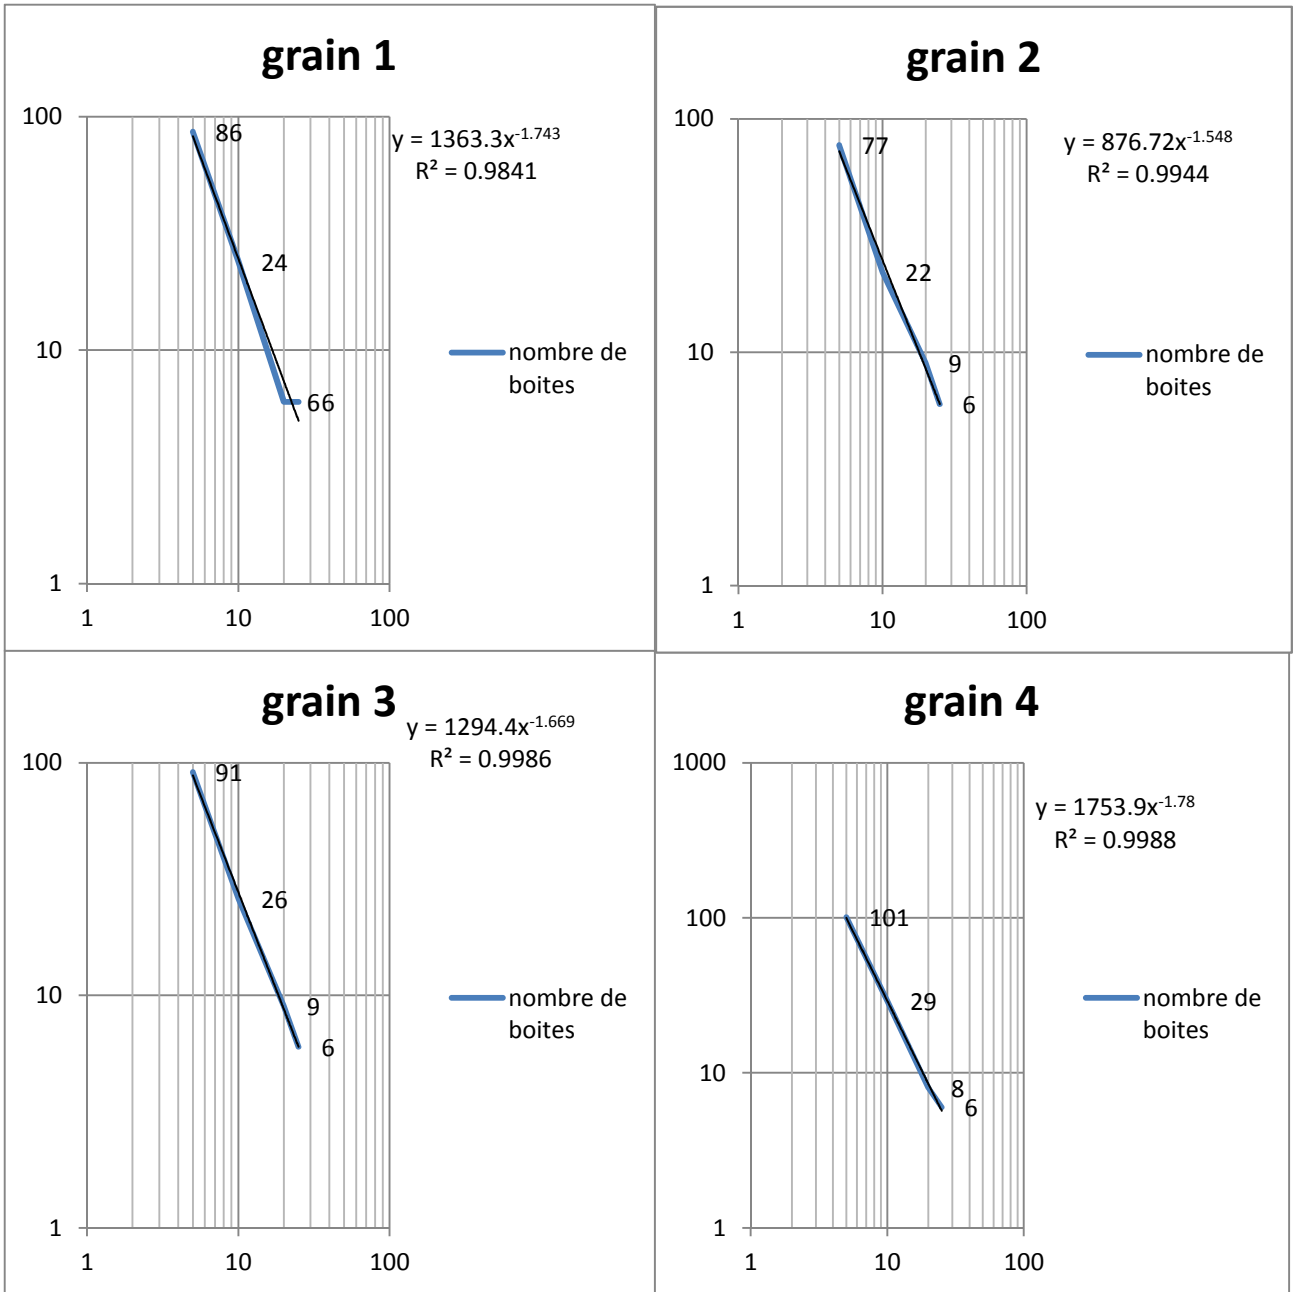 grain 1
100
10
1
1
10
100
86
24
66
y = 1363.3x^-1.743
R² = 0.9841
nombre de
boites
grain 2
100
10
1
1
10
100
77
22
9
6
y = 876.72x^-1.548
R² = 0.9944
nombre de
boites
grain 3
100
10
1
1
10
100
91
26
9
6
y = 1294.4x^-1.669
R² = 0.9986
nombre de
boites
grain 4
1000
100
10
1
1
10
100
101
29
8
6
y = 1753.9x^-1.78
R² = 0.9988
nombre de
boites